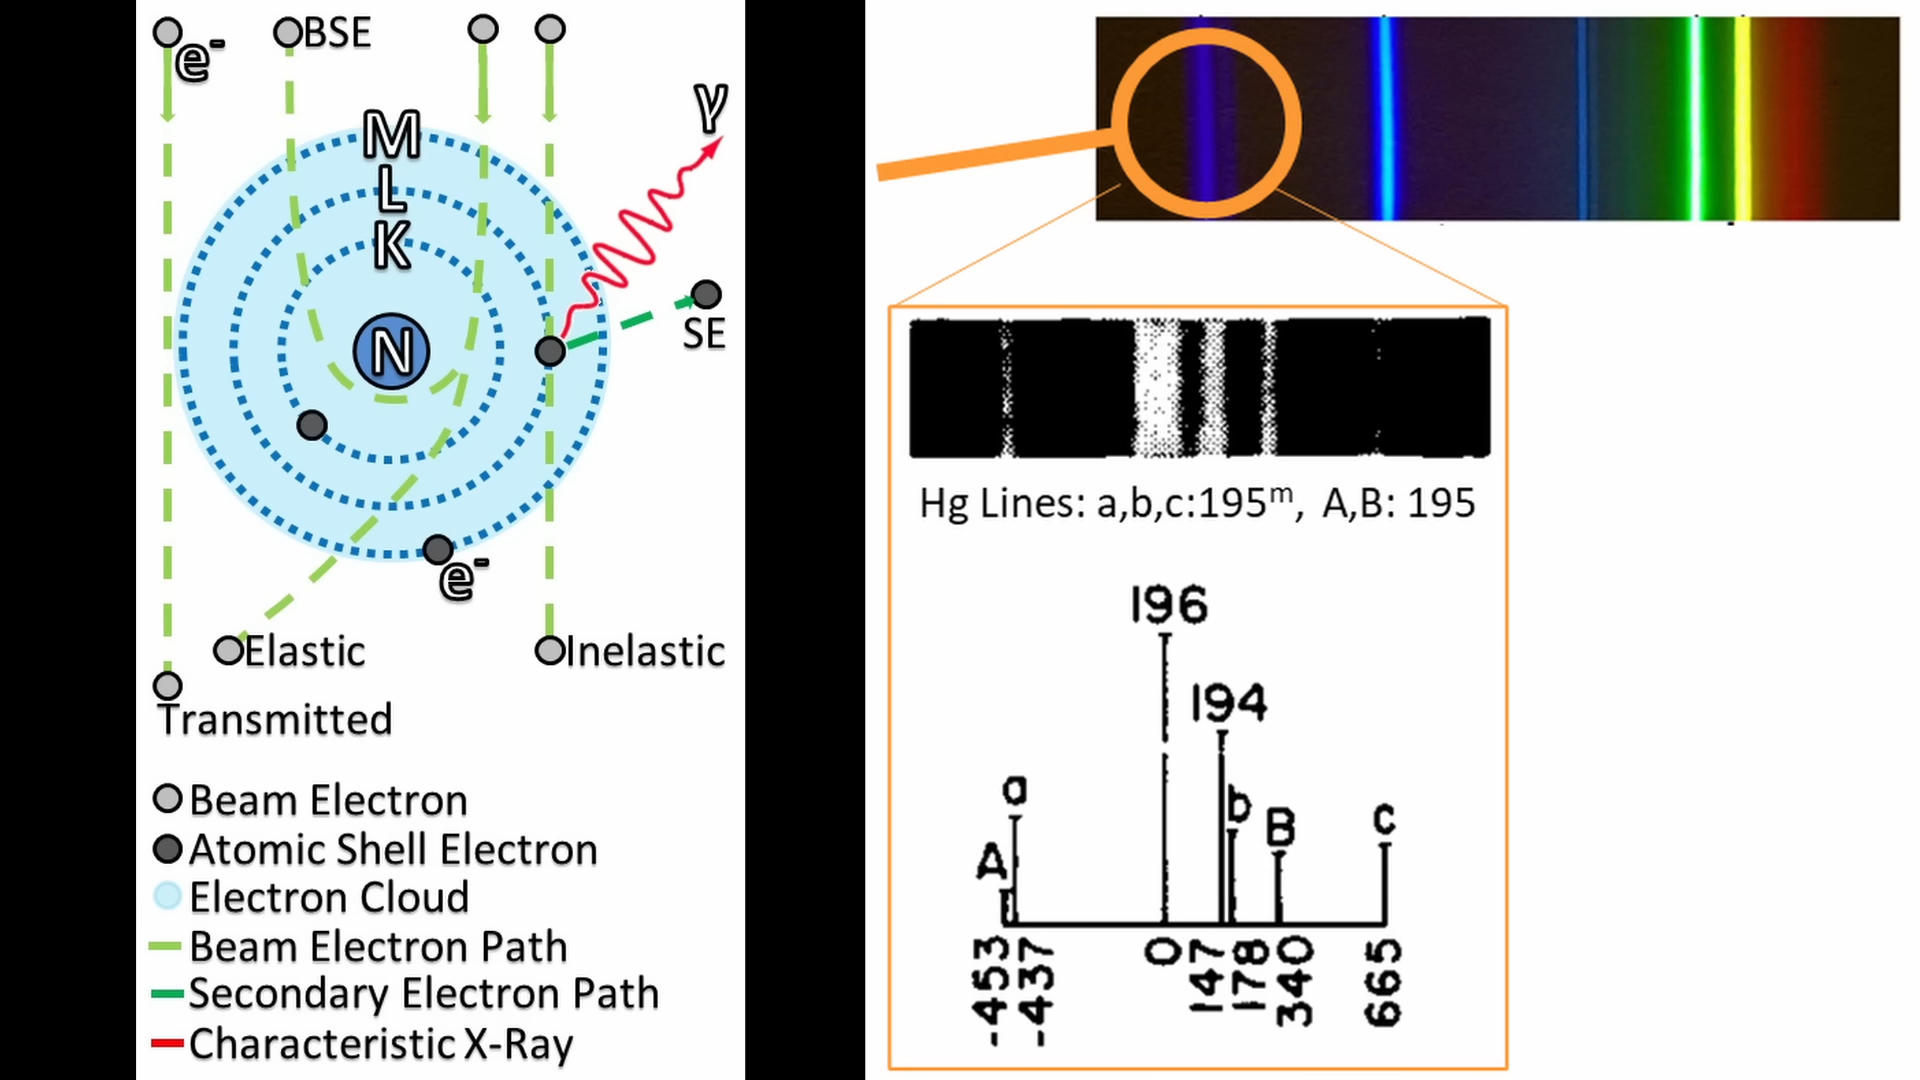 e-
BSE
γ
M
L
K
N
SE
e-
Elastic
Inelastic
Transmitted
Beam Electron
Atomic Shell Electron
Electron Cloud
Beam Electron Path
Secondary Electron Path
Characteristic X-Ray
Hg Lines: a,b,c:195ᵐ, A,B: 195
196
194
a
b
B
c
A
-453
-437
0
147
178
340
665